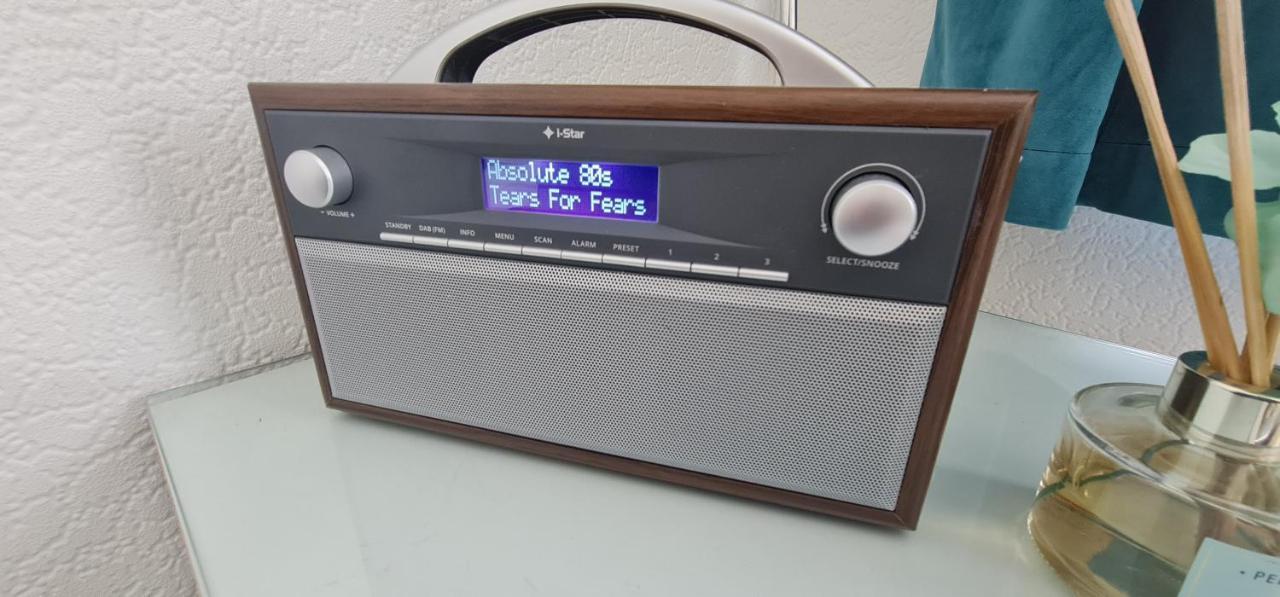 I-Star
Absolute 80s
Tears For Fears
- VOLUME +
STANDBY DAB (FM) INFO MENU SCAN ALARM PRESET 1 2 3
SELECT/SNOOZE